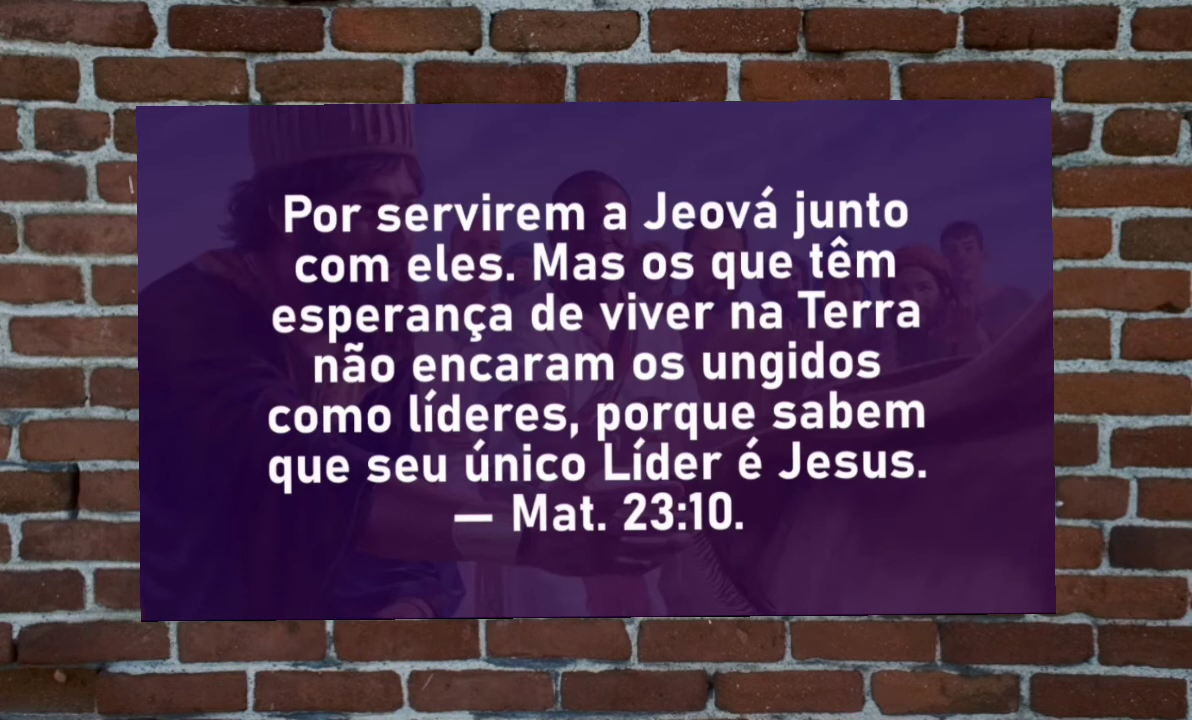 Por servirem a Jeová junto
com eles. Mas os que têm
esperança de viver na Terra
não encaram os ungidos
como líderes, porque sabem
que seu único Líder é Jesus.
— Mat. 23:10.